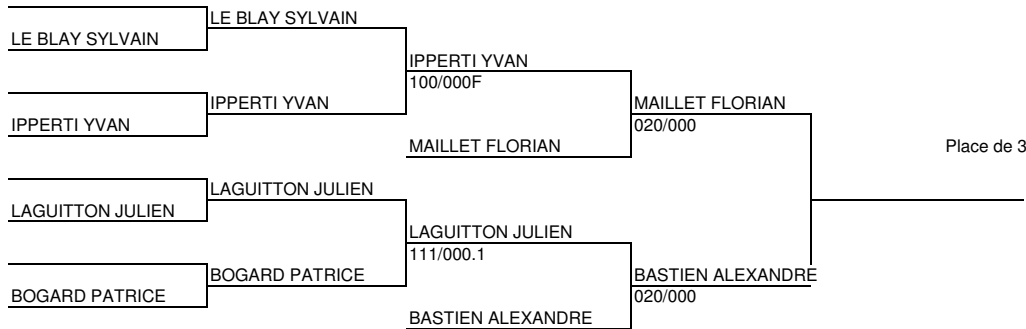 LE BLAY SYLVAIN
LE BLAY SYLVAIN
IPPERTI YVAN
100/000F
IPPERTI YVAN
MAILLET FLORIAN
IPPERTI YVAN
020/000
MAILLET FLORIAN
Place de 3
LAGUITTON JULIEN
LAGUITTON JULIEN
LAGUITTON JULIEN
111/000.1
BOGARD PATRICE
BASTIEN ALEXANDRE
BOGARD PATRICE
020/000
BASTIEN ALEXANDRE